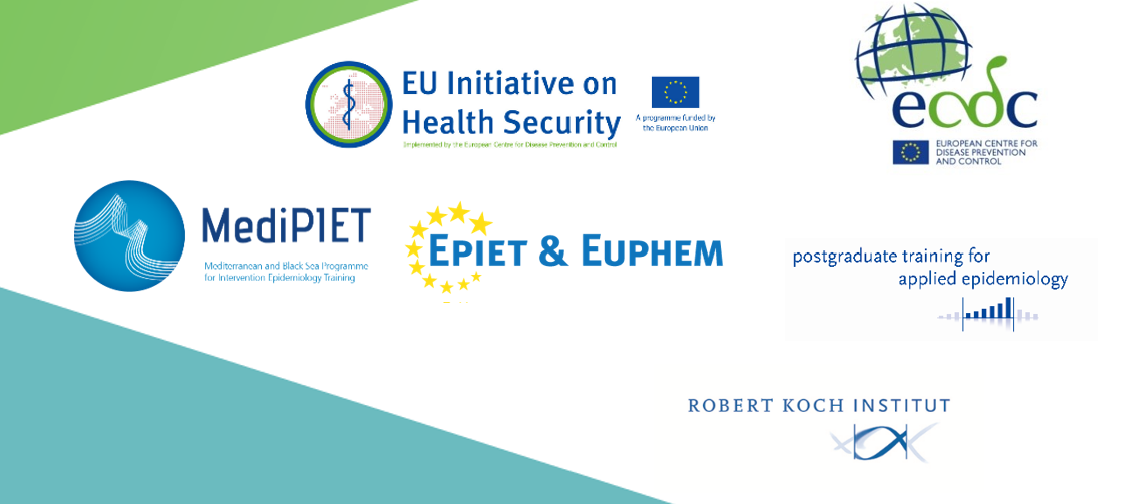 EU Initiative on
Health Security
Implemented by the European Centre for Disease Prevention and Control
A programme funded by
the European Union
ecdc
EUROPEAN CENTRE FOR
DISEASE PREVENTION
AND CONTROL
MediPIET
Mediterranean and Black Sea Programme
for Intervention Epidemiology Training
EPIET & EUPHEM
postgraduate training for
applied epidemiology
ROBERT KOCH INSTITUT